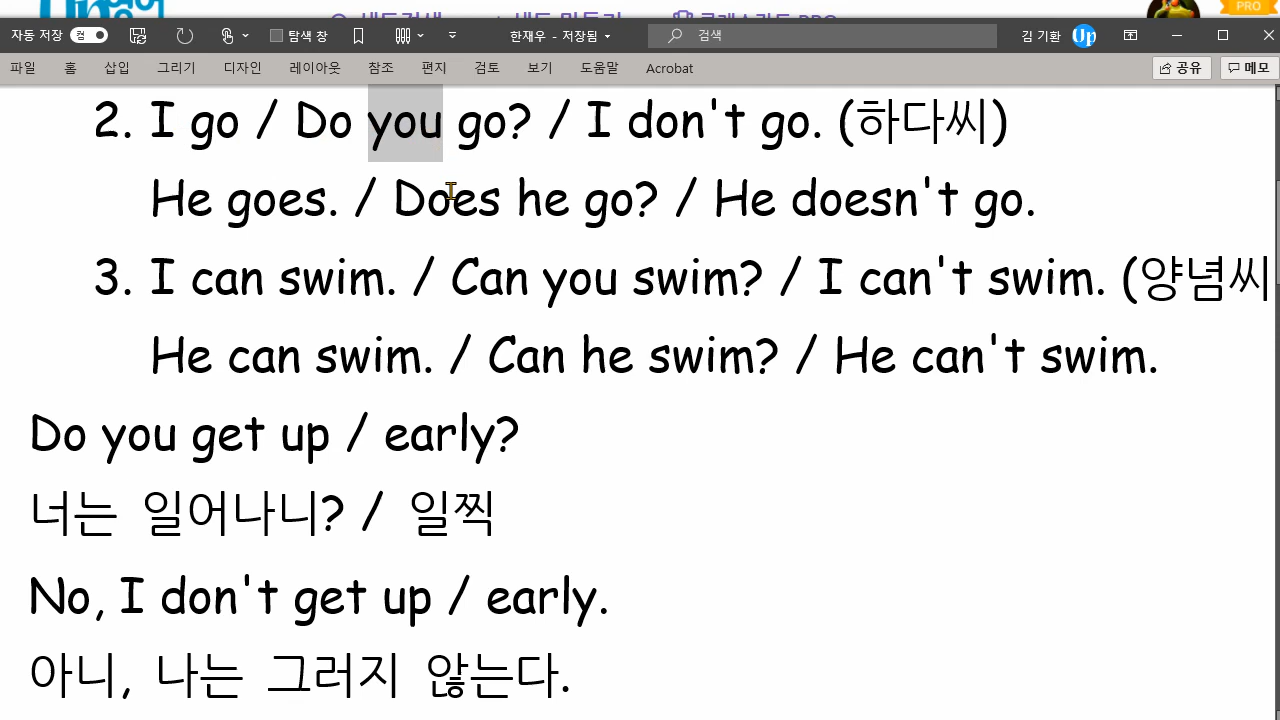 PRO
자동 저장 컴 탐색 창 한재우 - 저장됨 검색 김 기환 Up
파일 홈 삽입 그리기 디자인 레이아웃 참조 편지 검토 보기 도움말 Acrobat 공유 메모
2. I go / Do you go? / I don't go. (하다씨)
He goes. / Does he go? / He doesn't go.
3. I can swim. / Can you swim? / I can't swim. (양념씨
He can swim. / Can he swim? / He can't swim.
Do you get up / early?
너는 일어나니? / 일찍
No, I don't get up / early.
아니, 나는 그러지 않는다.